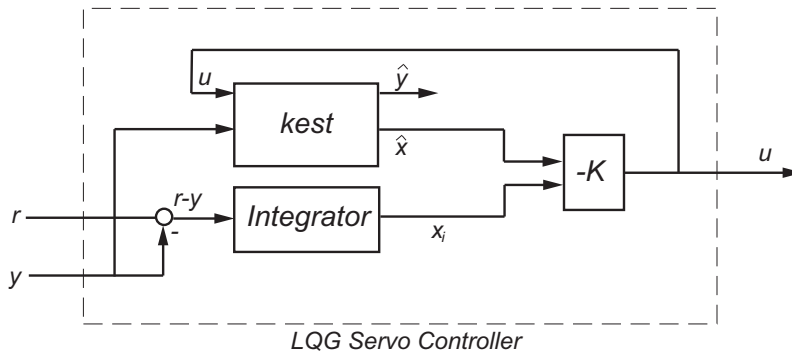 u
ŷ
kest
x̂
-K
u
r
r-y
-
Integrator
xᵢ
y
LQG Servo Controller